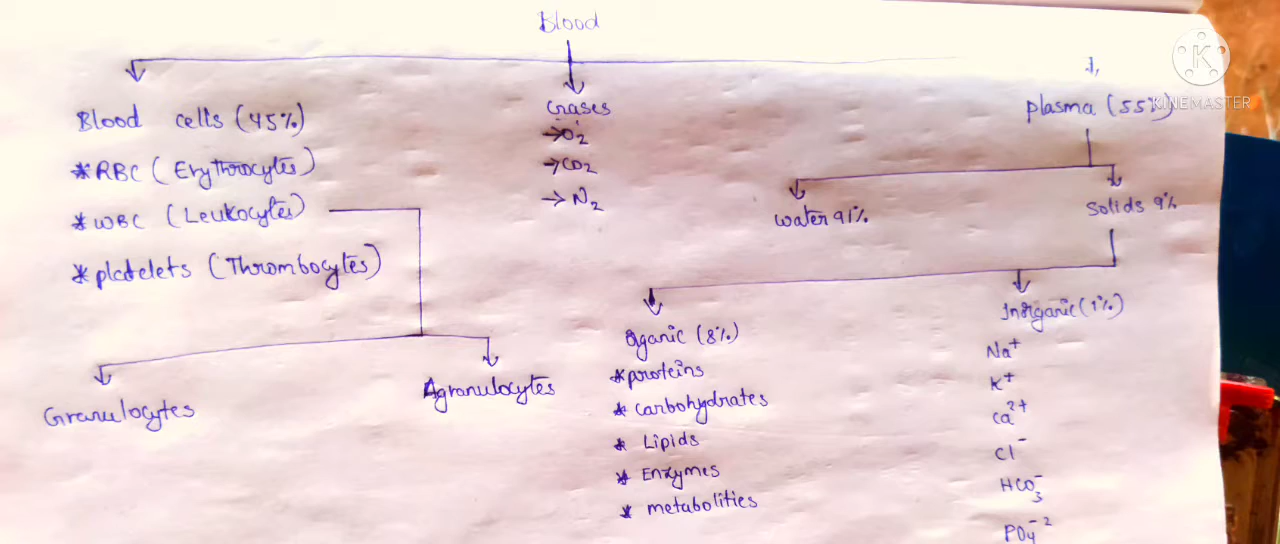 Blood
Blood cells (45%)
*RBC (Erythrocytes)
*WBC (Leukocytes)
*platelets (Thrombocytes)
Granulocytes
Agranulocytes
Gases
→O2
→CO2
→N2
plasma (55%)
water 91%
Solids 9%
Organic (8%)
*proteins
* carbohydrates
* Lipids
* Enzymes
* metabolities
Inorganic (1%)
Na+
K+
Ca2+
Cl-
HCO3-
PO4-2
K
KINEMASTER